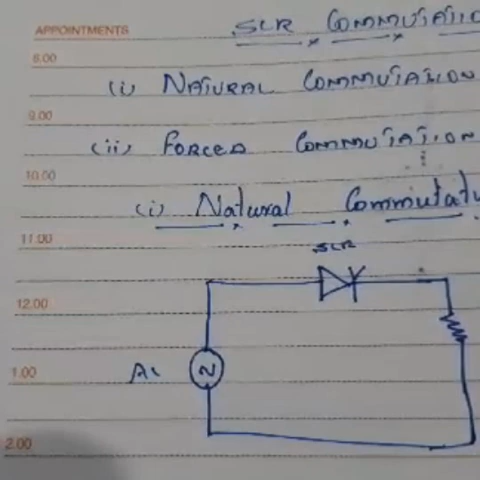 SCR COMMUTATIO
APPOINTMENTS
8.00
(i) NATURAL COMMUTATION
9.00
(ii) FORCED COMMUTATION
10.00
(i) Natural Commutatu
11.00
SCR
12.00
1.00
AC
2.00